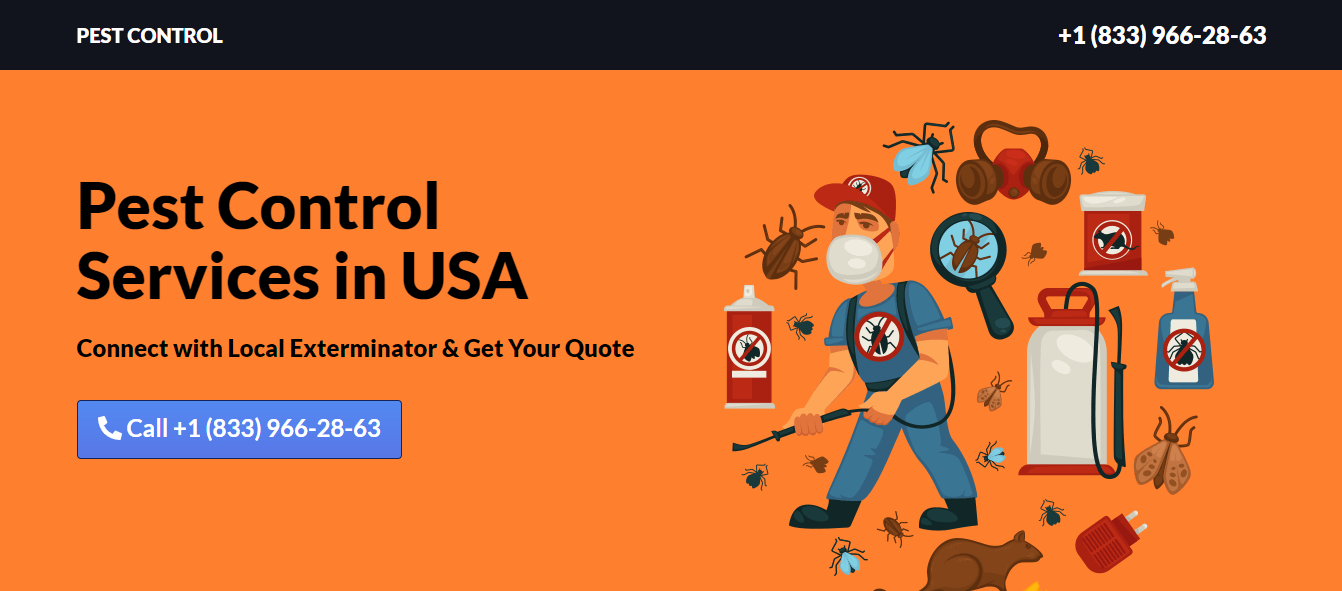 PEST CONTROL
+1 (833) 966-28-63
Pest Control
Services in USA
Connect with Local Exterminator & Get Your Quote
Call +1 (833) 966-28-63